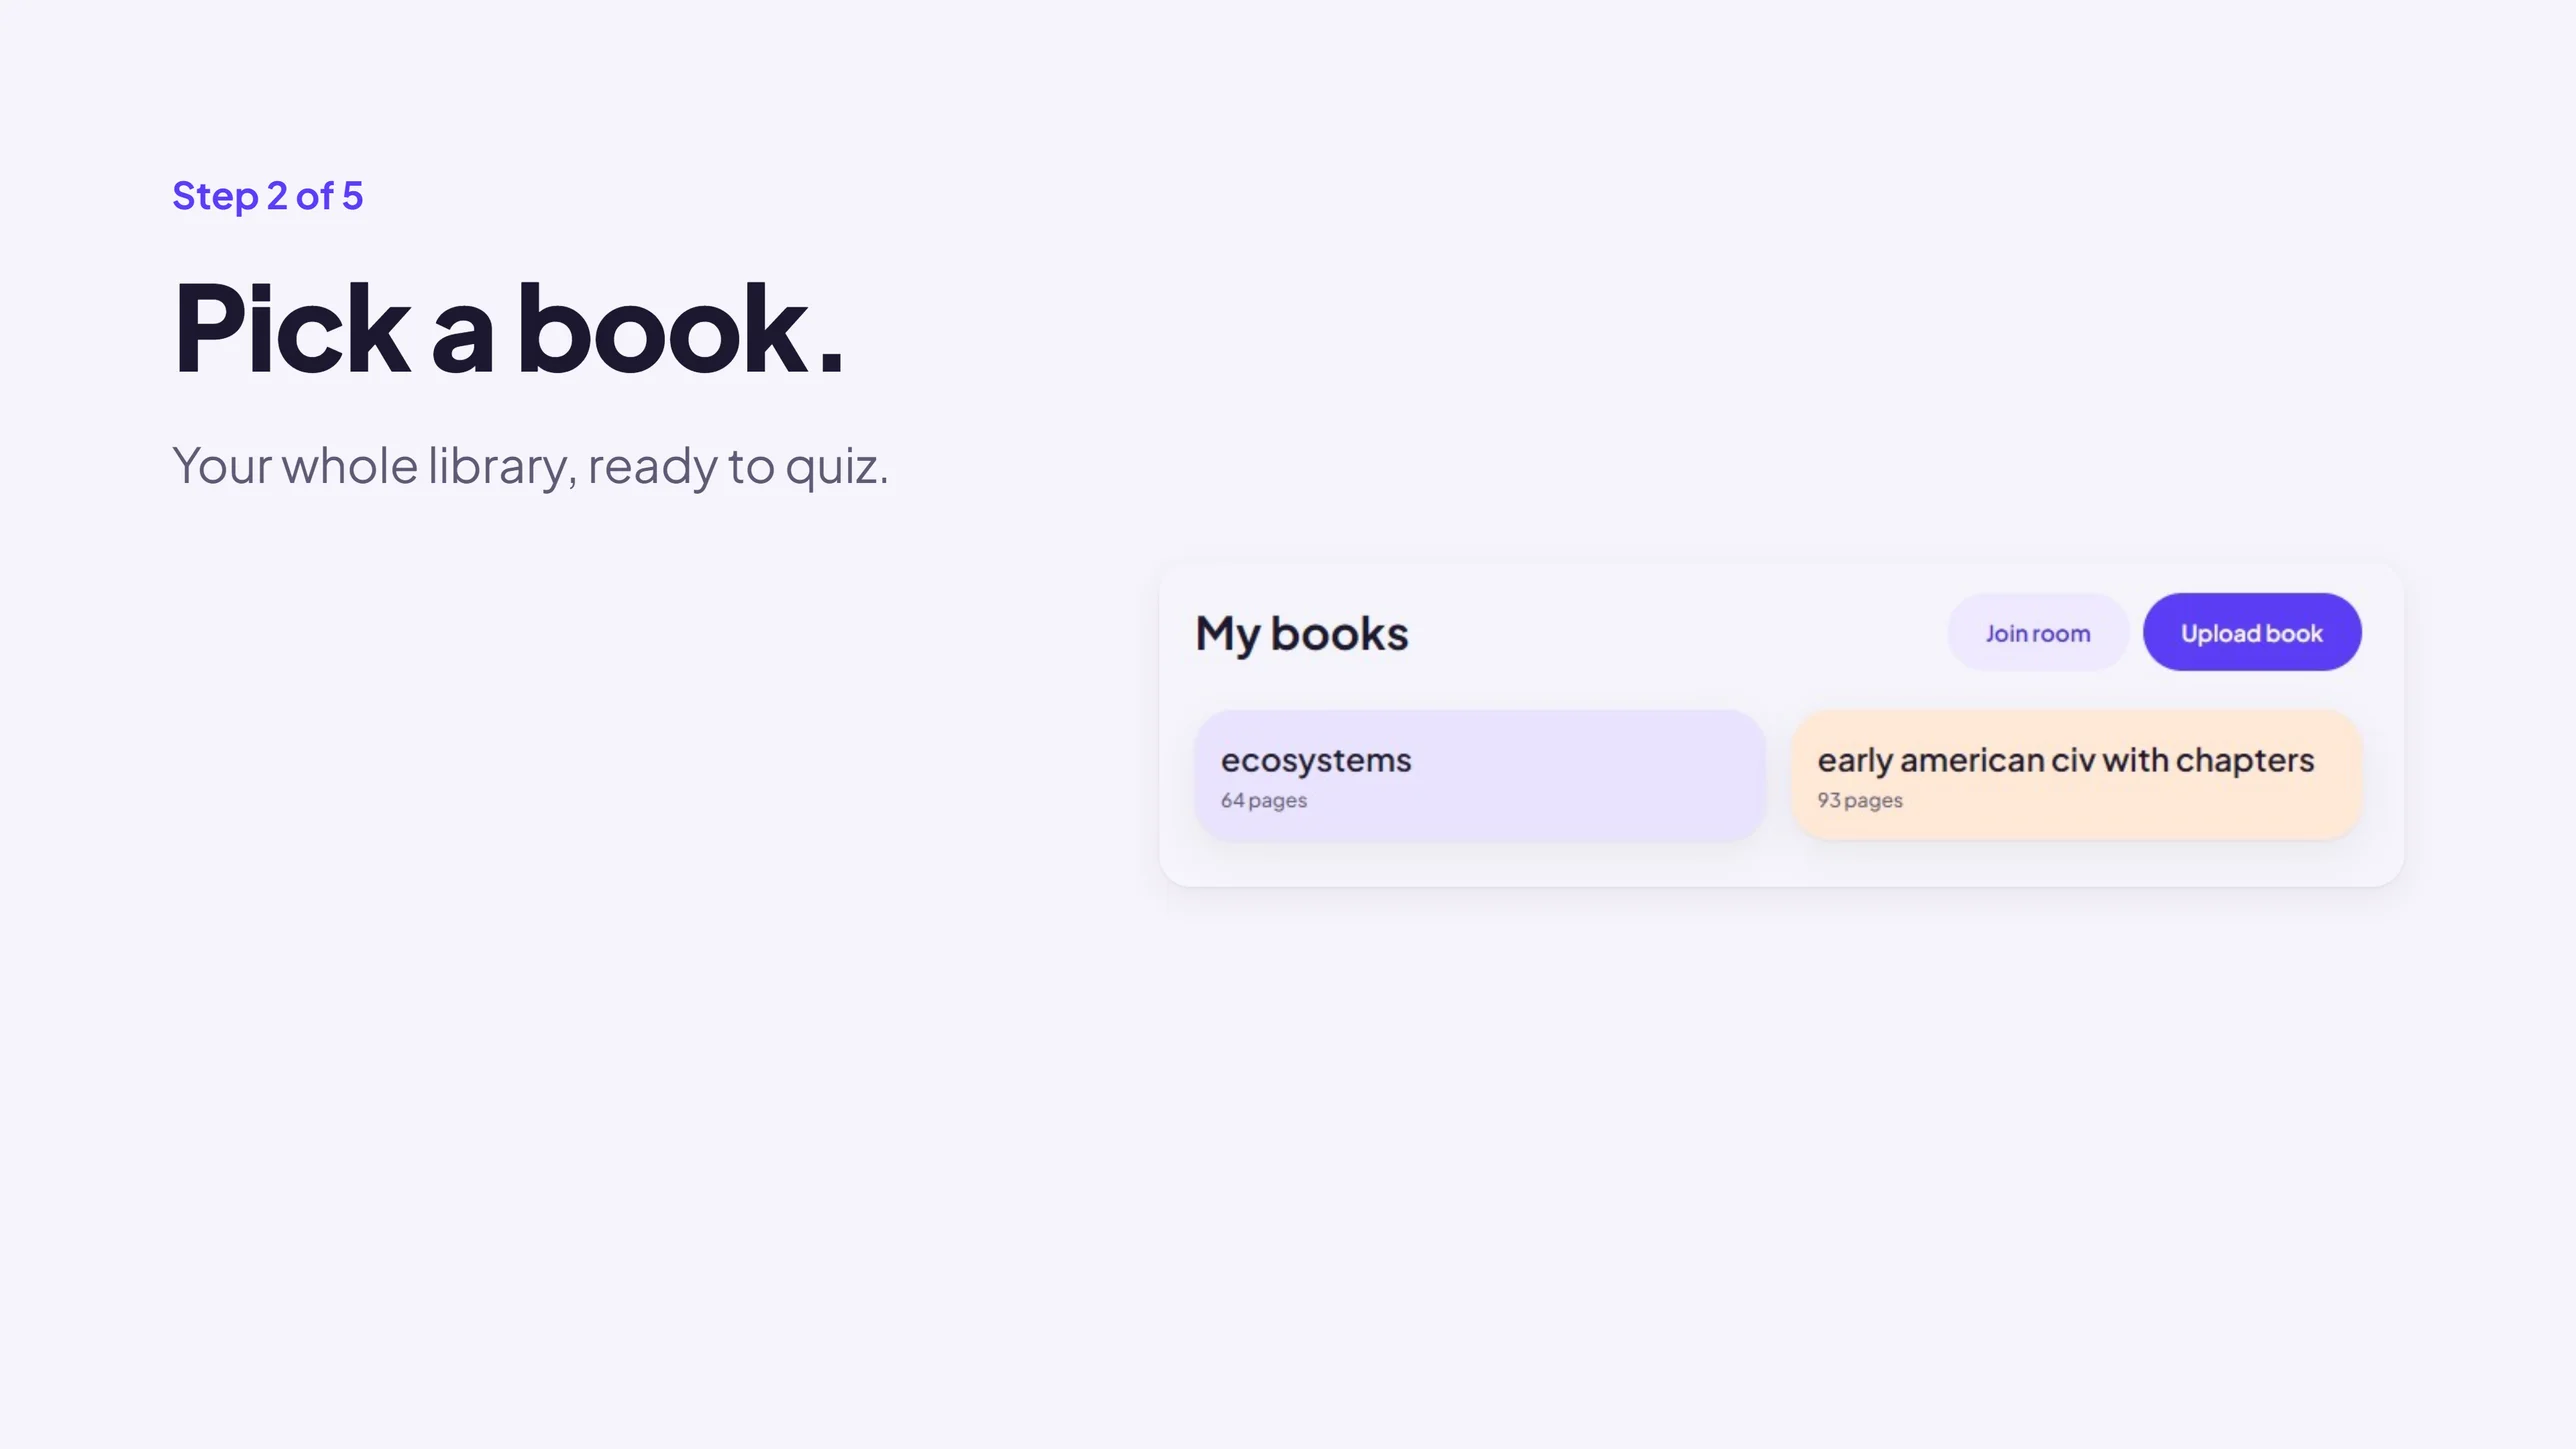 Step 2 of 5
Pick a book.
Your whole library, ready to quiz.
My books
Join room
Upload book
ecosystems
64 pages
early american civ with chapters
93 pages